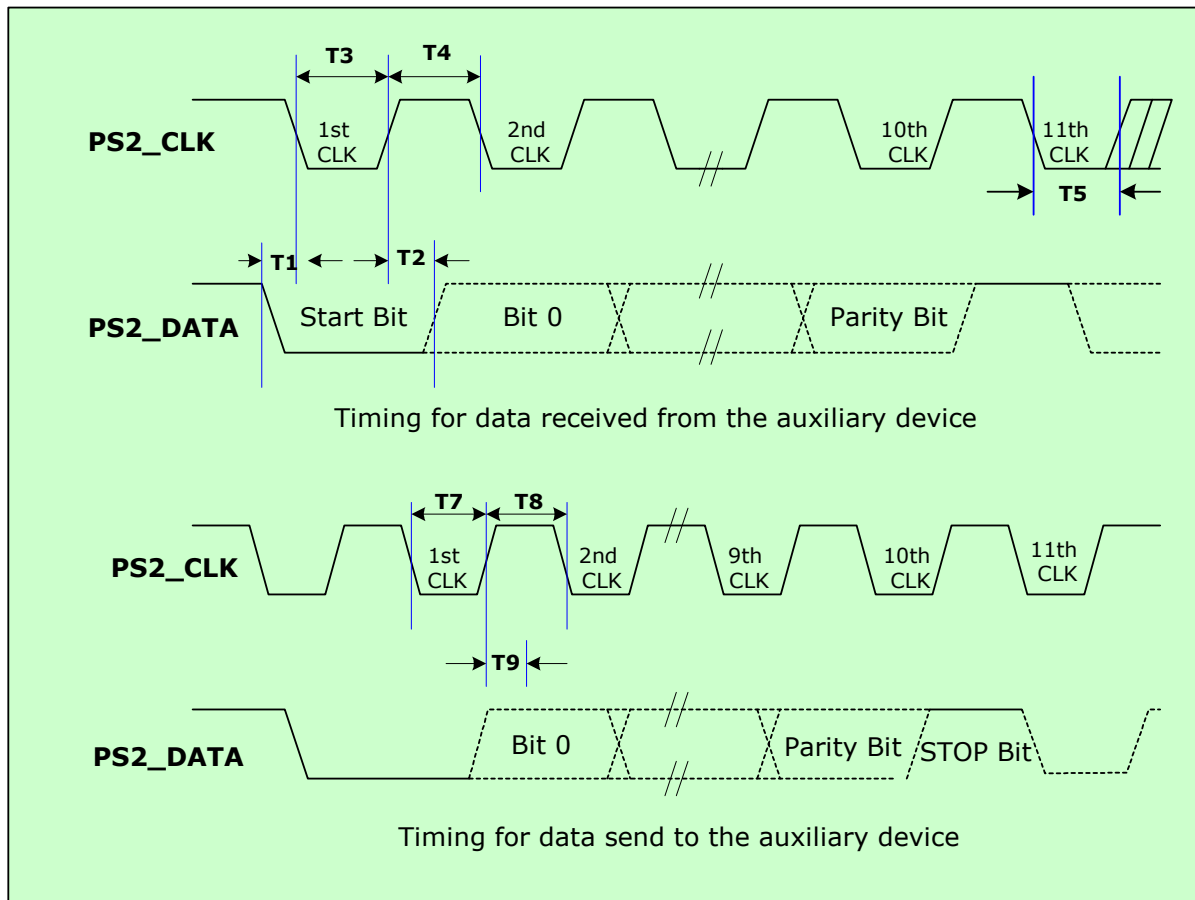 T3 T4
PS2_CLK
1st CLK
2nd CLK
10th CLK
11th CLK
T5
T1 T2
PS2_DATA
Start Bit Bit 0 Parity Bit
Timing for data received from the auxiliary device
T7 T8
PS2_CLK
1st CLK
2nd CLK
9th CLK
10th CLK
11th CLK
T9
PS2_DATA
Bit 0 Parity Bit STOP Bit
Timing for data send to the auxiliary device